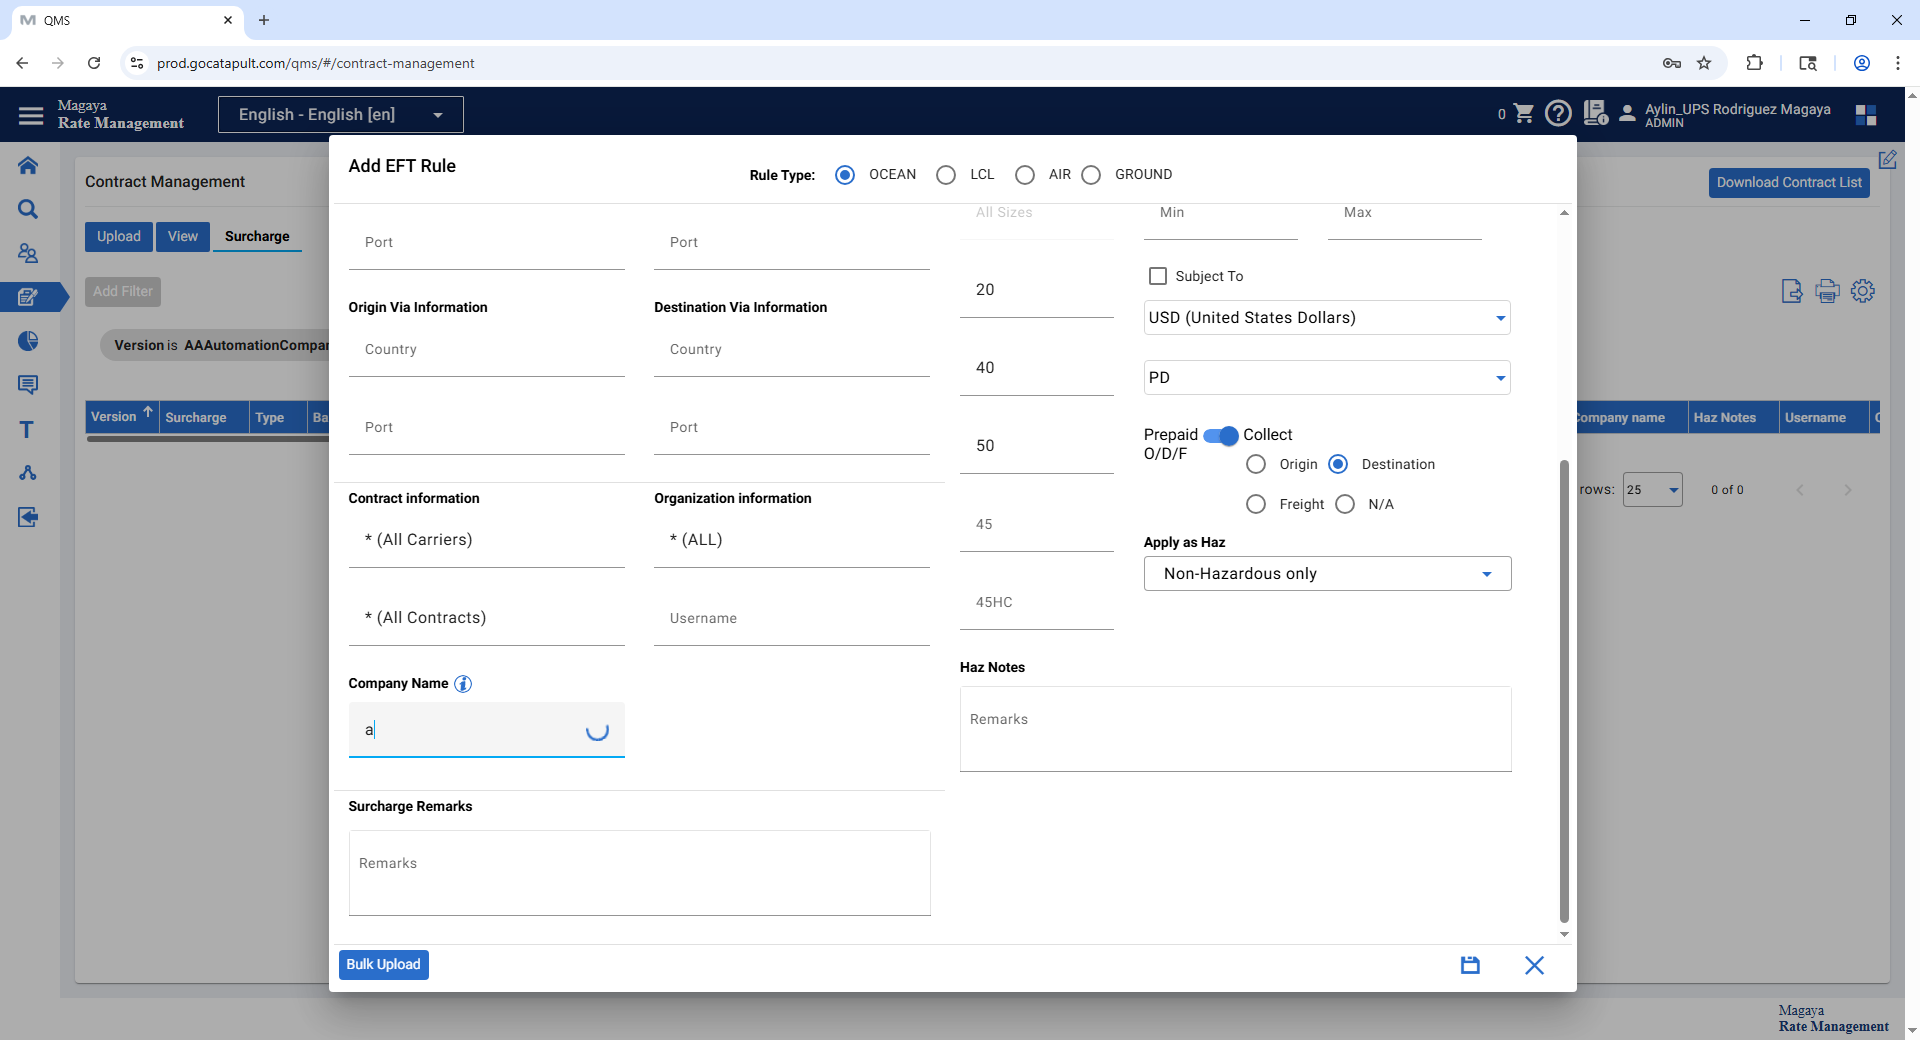 QMS
prod.gocatapult.com/qms/#/contract-management
Magaya
Rate Management
English - English [en]
0
Aylin_UPS Rodriguez Magaya
ADMIN
Contract Management
Download Contract List
Upload
View
Surcharge
Add Filter
Version is AAAutomationCompar
Version
Surcharge
Type
Ba
Company name
Haz Notes
Username
rows:
25
0 of 0
Add EFT Rule
Rule Type:
OCEAN
LCL
AIR
GROUND
Port
Port
Origin Via Information
Destination Via Information
Country
Country
Port
Port
Contract information
Organization information
* (All Carriers)
* (ALL)
* (All Contracts)
Username
Company Name
a
Surcharge Remarks
Remarks
All Sizes
Min
Max
20
40
50
45
45HC
Subject To
USD (United States Dollars)
PD
Prepaid
Collect
O/D/F
Origin
Destination
Freight
N/A
Apply as Haz
Non-Hazardous only
Haz Notes
Remarks
Bulk Upload
Magaya
Rate Management